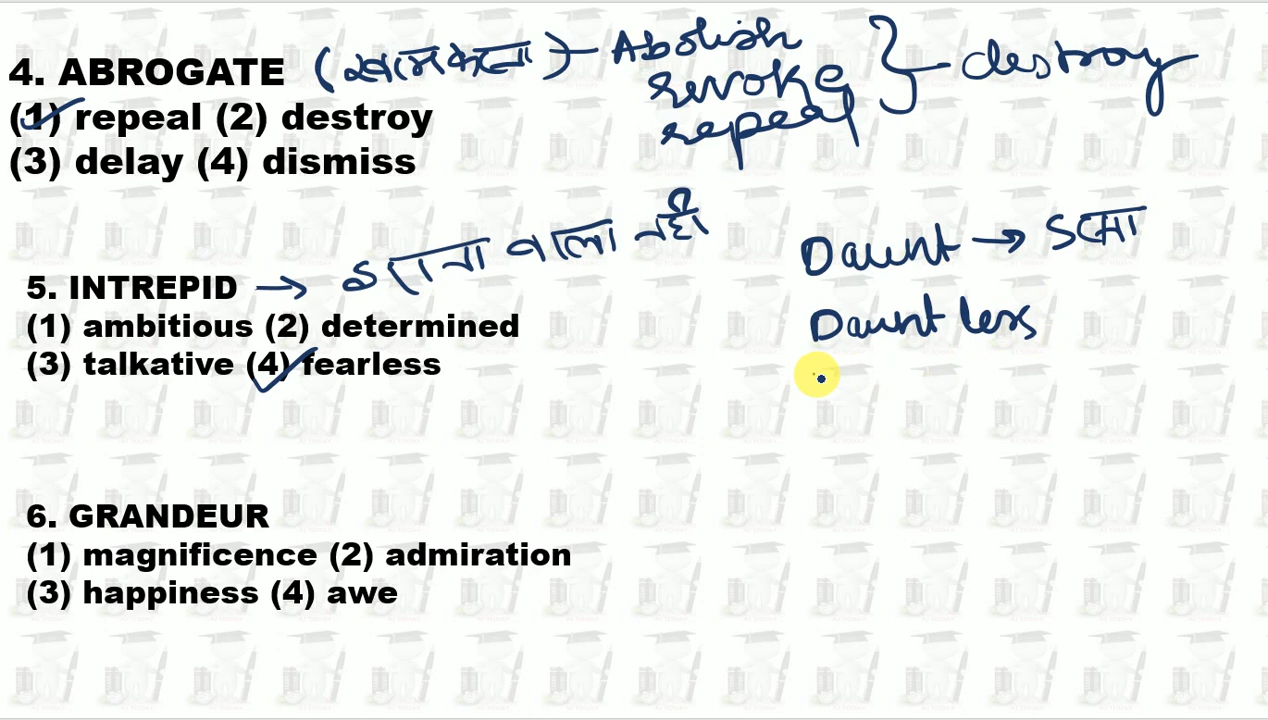 4. ABROGATE (खत्म करना) Abolish
revoke
repeal
destroy
(1) repeal (2) destroy
(3) delay (4) dismiss
5. INTREPID → डरने वाला नहीं
(1) ambitious (2) determined
(3) talkative (4) fearless
Daunt → डरना
Dauntless
6. GRANDEUR
(1) magnificence (2) admiration
(3) happiness (4) awe